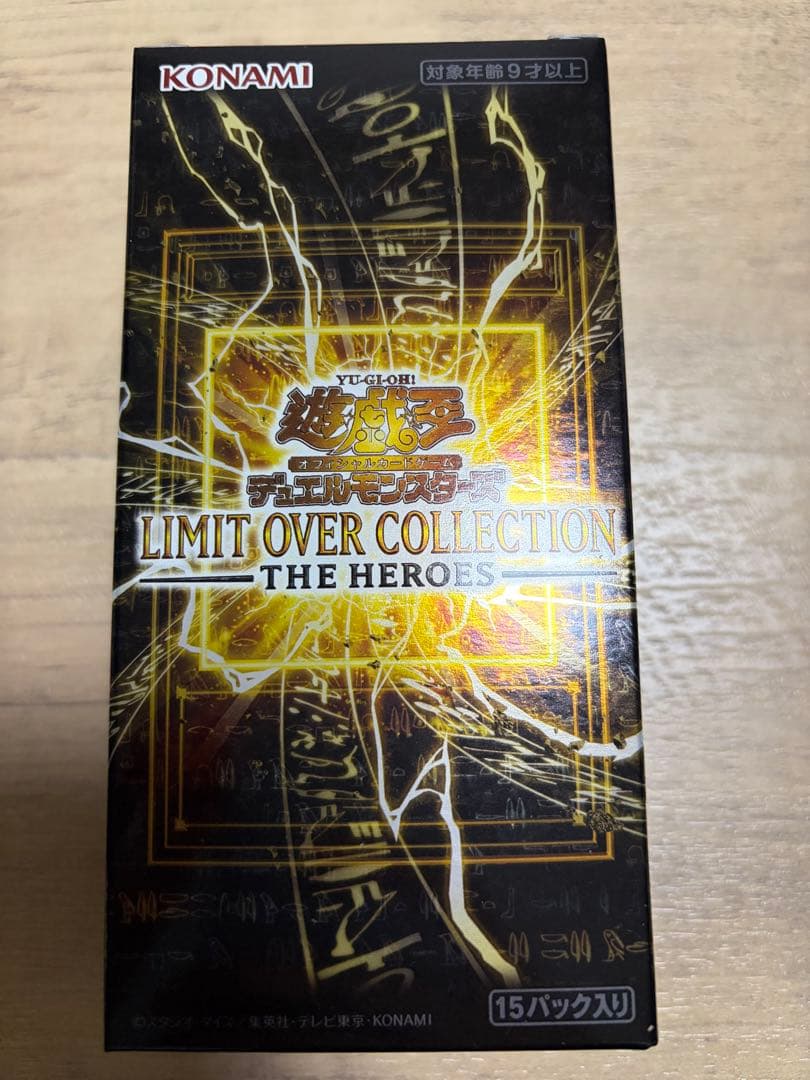 KONAMI
対象年齢9才以上
YU-GI-OH!
遊戯王
オフィシャルカードゲーム
デュエルモンスターズ
LIMIT OVER COLLECTION
THE HEROES
15パック入り
©スタジオ・ダイス/集英社・テレビ東京・KONAMI